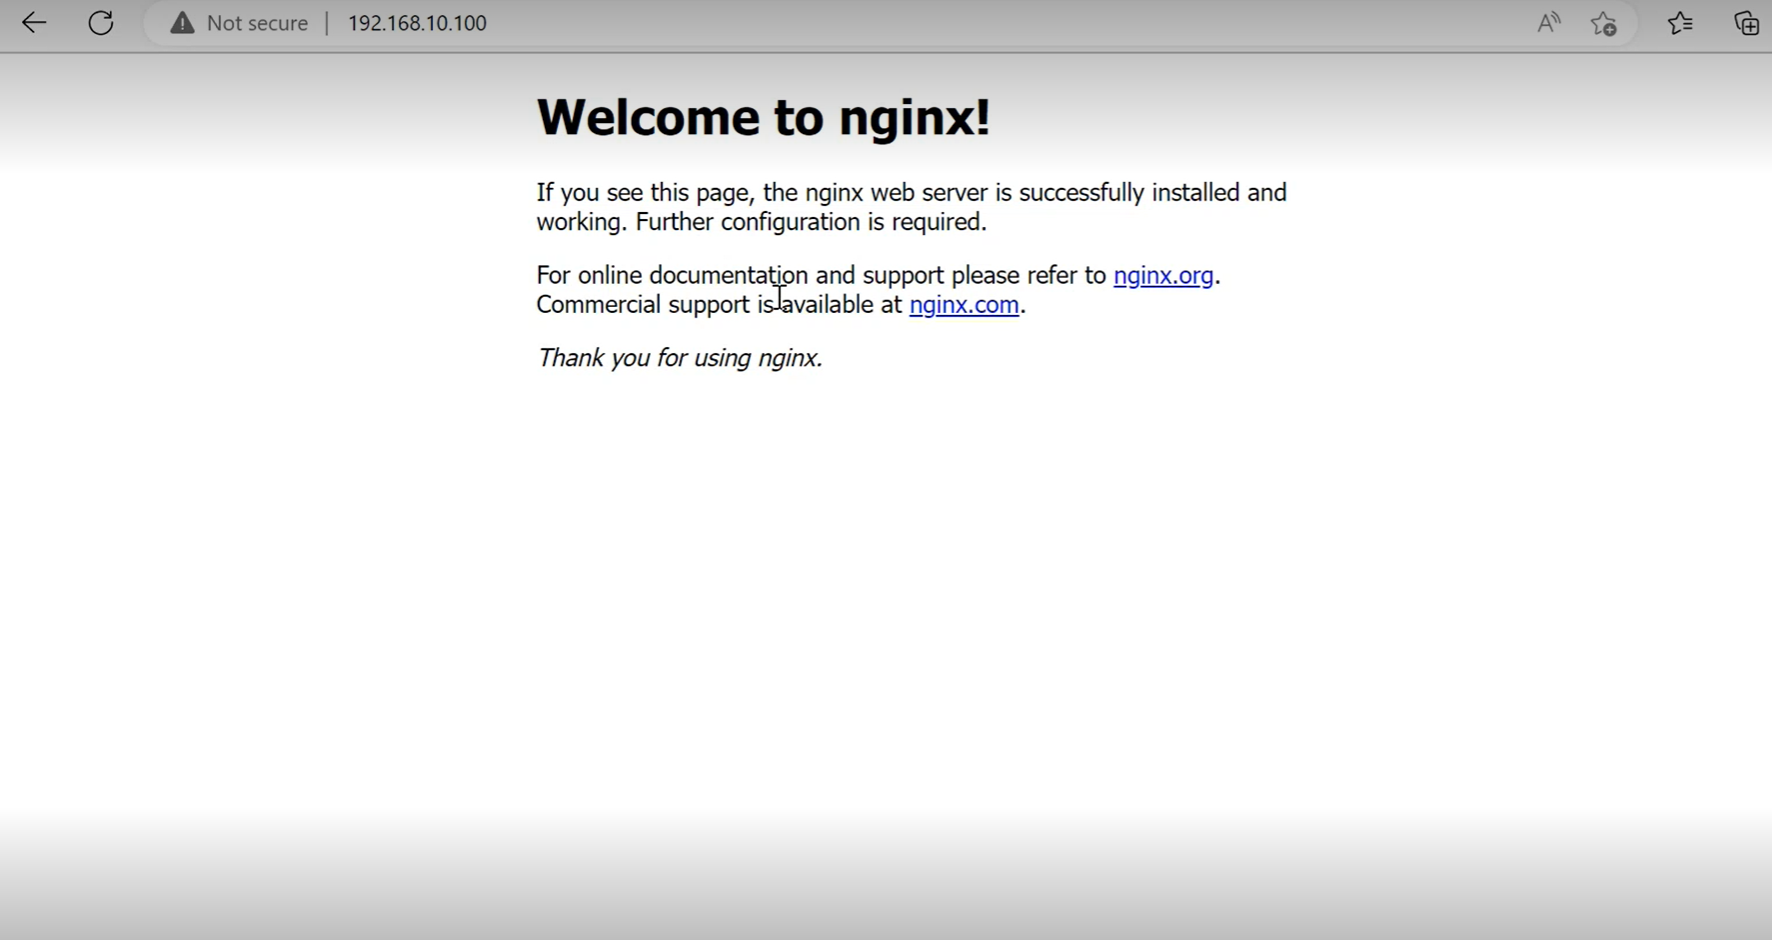 Not secure | 192.168.10.100
Welcome to nginx!
If you see this page, the nginx web server is successfully installed and
working. Further configuration is required.
For online documentation and support please refer to nginx.org.
Commercial support is available at nginx.com.
Thank you for using nginx.